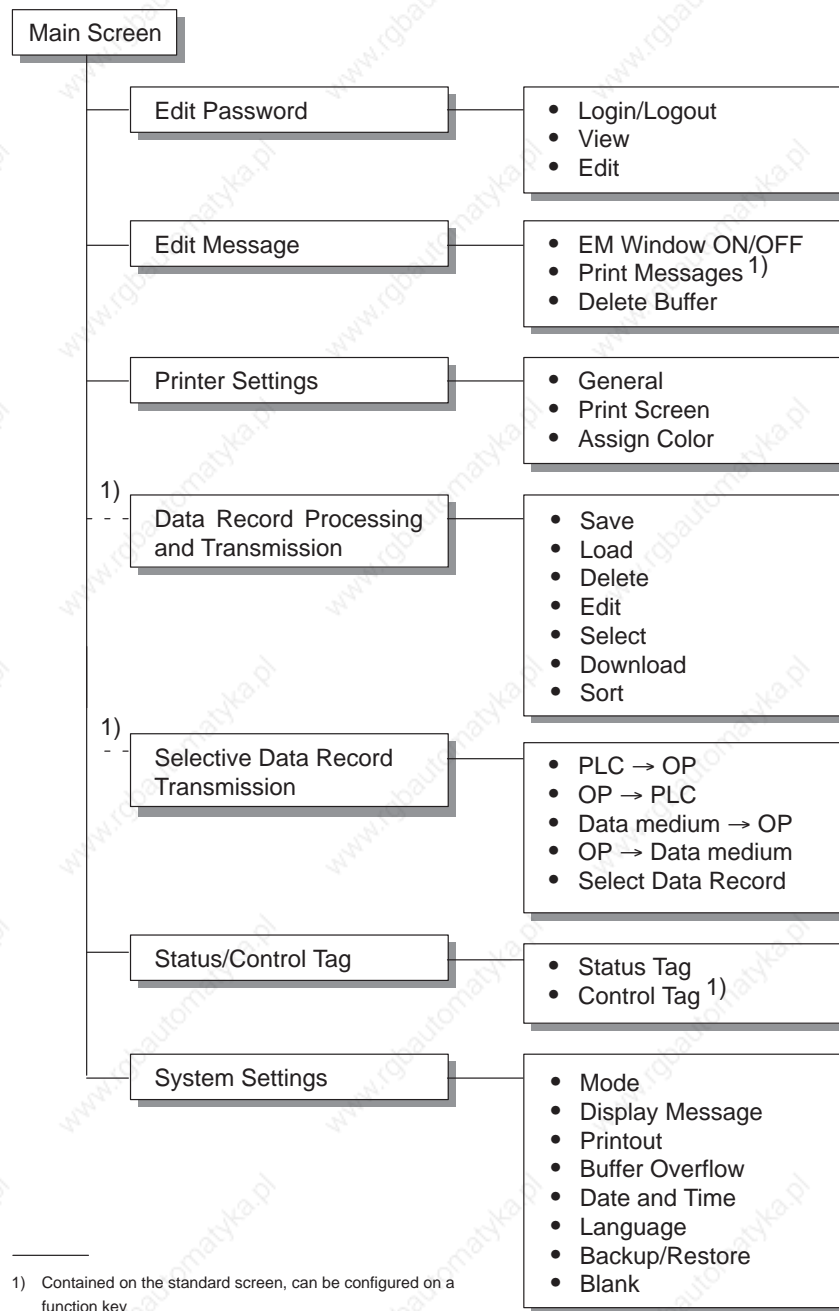 Main Screen
Edit Password
• Login/Logout
• View
• Edit
Edit Message
• EM Window ON/OFF
• Print Messages 1)
• Delete Buffer
Printer Settings
• General
• Print Screen
• Assign Color
1)
Data Record Processing
and Transmission
• Save
• Load
• Delete
• Edit
• Select
• Download
• Sort
1)
Selective Data Record
Transmission
• PLC → OP
• OP → PLC
• Data medium → OP
• OP → Data medium
• Select Data Record
Status/Control Tag
• Status Tag
• Control Tag 1)
System Settings
• Mode
• Display Message
• Printout
• Buffer Overflow
• Date and Time
• Language
• Backup/Restore
• Blank
1) Contained on the standard screen, can be configured on a
function key
www.rgbautomatyka.pl